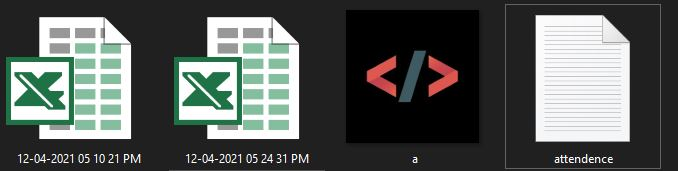 12-04-2021 05 10 21 PM
12-04-2021 05 24 31 PM
a
attendence